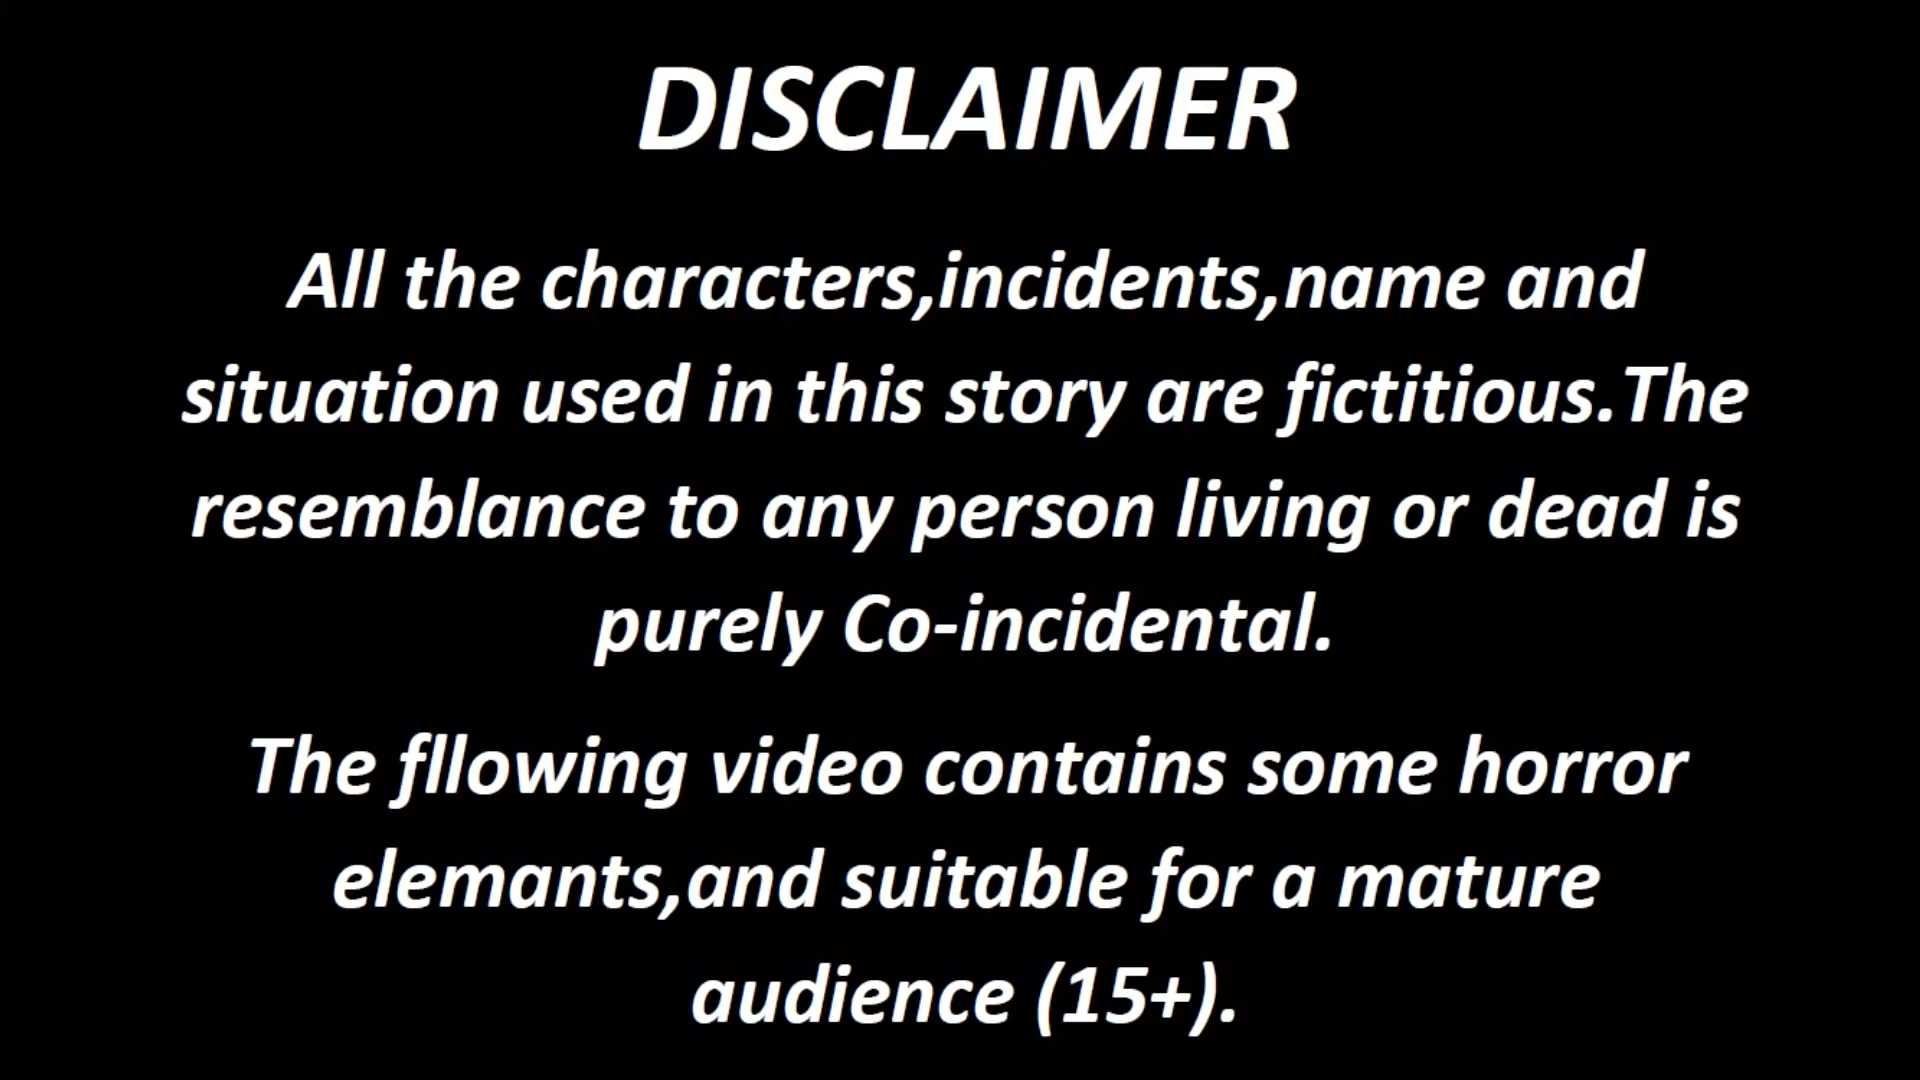 DISCLAIMER
All the characters,incidents,name and
situation used in this story are fictitious.The
resemblance to any person living or dead is
purely Co-incidental.
The fllowing video contains some horror
elemants,and suitable for a mature
audience (15+).